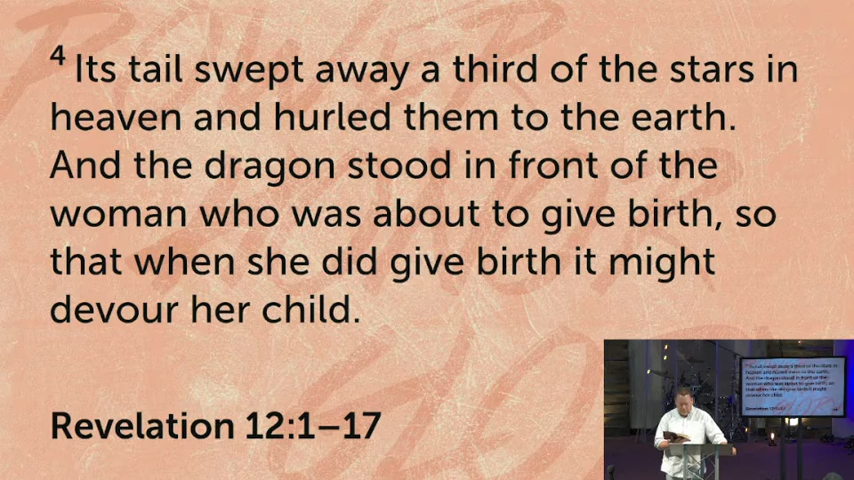 4 Its tail swept away a third of the stars in
heaven and hurled them to the earth.
And the dragon stood in front of the
woman who was about to give birth, so
that when she did give birth it might
devour her child.
Revelation 12:1–17